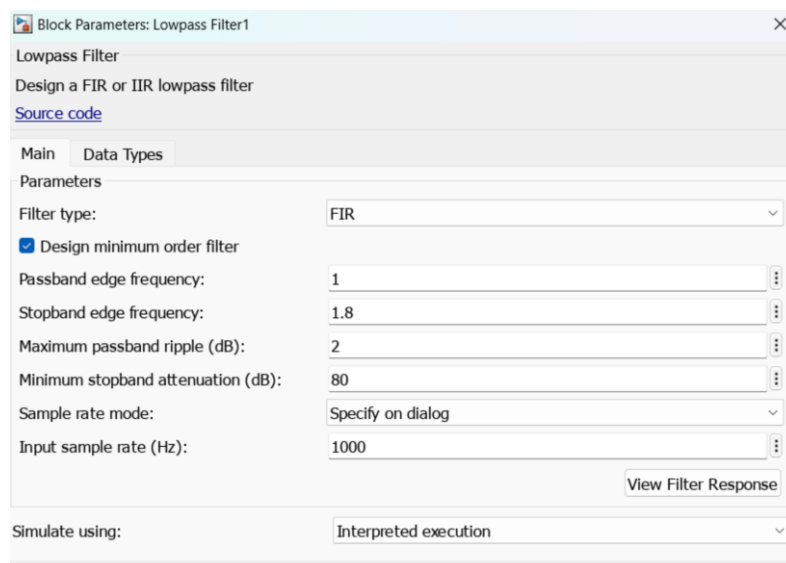 Block Parameters: Lowpass Filter1
Lowpass Filter
Design a FIR or IIR lowpass filter
Source code
Main Data Types
Parameters
Filter type: FIR
Design minimum order filter
Passband edge frequency: 1
Stopband edge frequency: 1.8
Maximum passband ripple (dB): 2
Minimum stopband attenuation (dB): 80
Sample rate mode: Specify on dialog
Input sample rate (Hz): 1000
View Filter Response
Simulate using: Interpreted execution